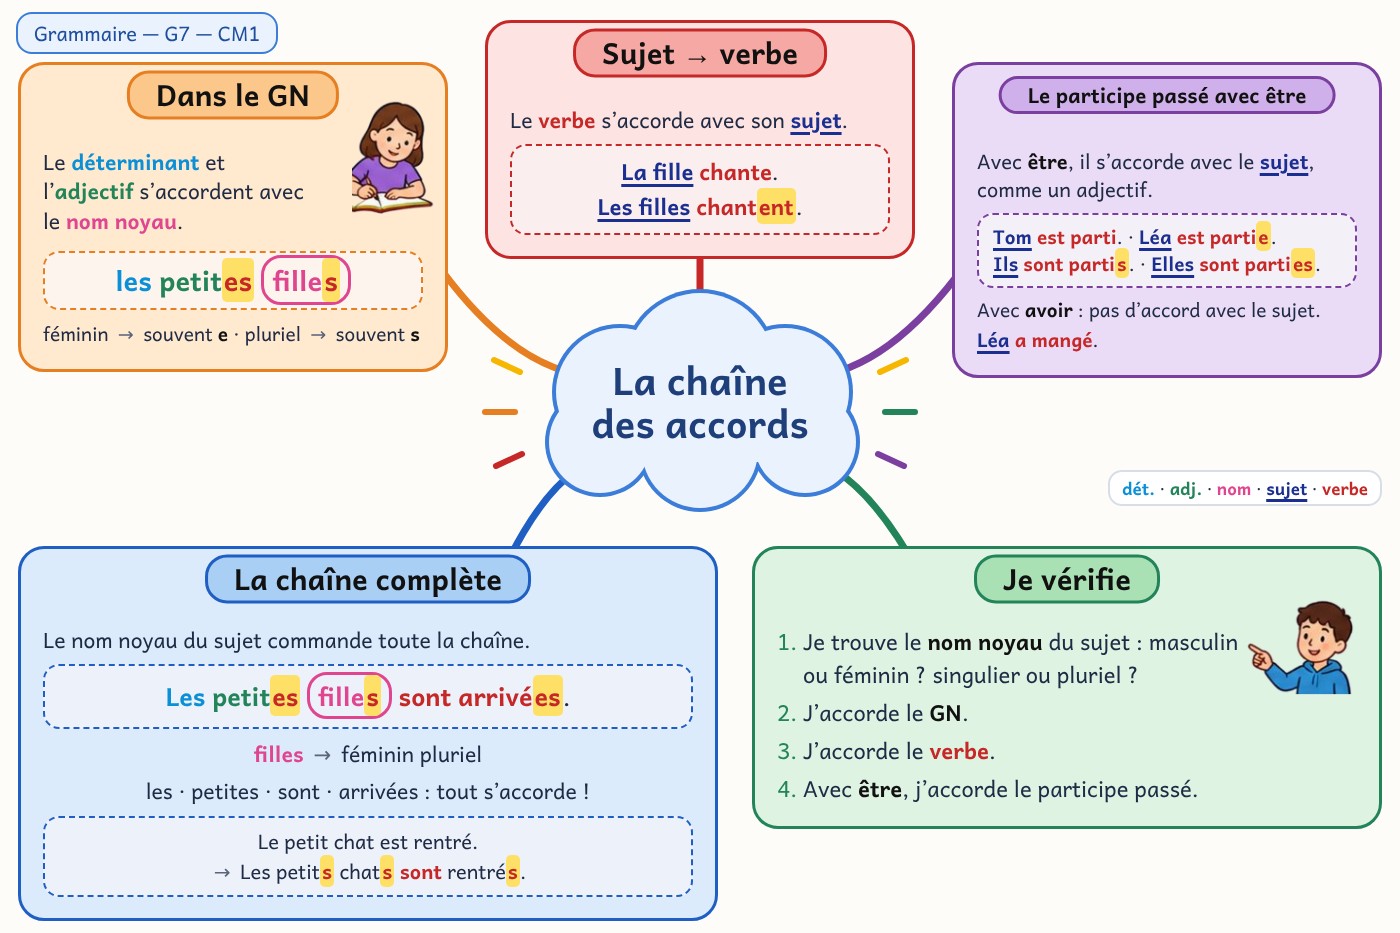 Grammaire — G7 — CM1
Dans le GN
Le déterminant et
l’adjectif s’accordent avec
le nom noyau.
les petites filles
féminin → souvent e · pluriel → souvent s
Sujet → verbe
Le verbe s’accorde avec son sujet.
La fille chante.
Les filles chantent.
Le participe passé avec être
Avec être, il s’accorde avec le sujet,
comme un adjectif.
Tom est parti. · Léa est partie.
Ils sont partis. · Elles sont parties.
Avec avoir : pas d’accord avec le sujet.
Léa a mangé.
La chaîne
des accords
dét. · adj. · nom · sujet · verbe
La chaîne complète
Le nom noyau du sujet commande toute la chaîne.
Les petites filles sont arrivées.
filles → féminin pluriel
les · petites · sont · arrivées : tout s’accorde !
Le petit chat est rentré.
→ Les petits chats sont rentrés.
Je vérifie
1. Je trouve le nom noyau du sujet : masculin
ou féminin ? singulier ou pluriel ?
2. J’accorde le GN.
3. J’accorde le verbe.
4. Avec être, j’accorde le participe passé.